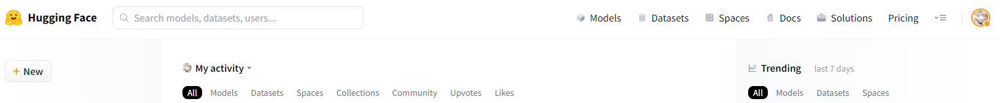 Hugging Face Search models, datasets, users... Models Datasets Spaces Docs Solutions Pricing
+ New My activity Trending last 7 days
All Models Datasets Spaces Collections Community Upvotes Likes All Models Datasets Spaces